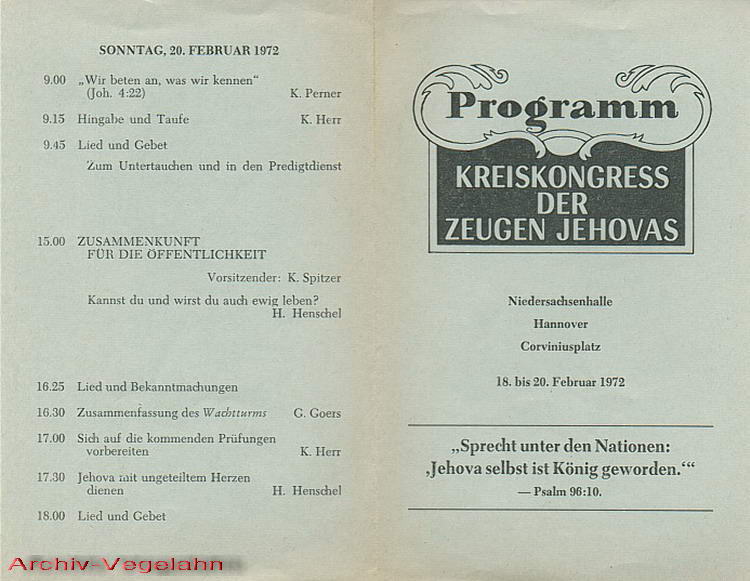 SONNTAG, 20. FEBRUAR 1972
9.00 „Wir beten an, was wir kennen“
(Joh. 4:22) K. Perner
9.15 Hingabe und Taufe K. Herr
9.45 Lied und Gebet
Zum Untertauchen und in den Predigtdienst
15.00 ZUSAMMENKUNFT
FÜR DIE ÖFFENTLICHKEIT
Vorsitzender: K. Spitzer
Kannst du und wirst du auch ewig leben?
H. Henschel
16.25 Lied und Bekanntmachungen
16.30 Zusammenfassung des Wachtturms G. Goers
17.00 Sich auf die kommenden Prüfungen
vorbereiten K. Herr
17.30 Jehova mit ungeteiltem Herzen
dienen H. Henschel
18.00 Lied und Gebet
Archiv-Vegelahn
Programm
KREISKONGRESS
DER
ZEUGEN JEHOVAS
Niedersachsenhalle
Hannover
Corviniusplatz
18. bis 20. Februar 1972
„Sprecht unter den Nationen:
‚Jehova selbst ist König geworden.‘“
— Psalm 96:10.